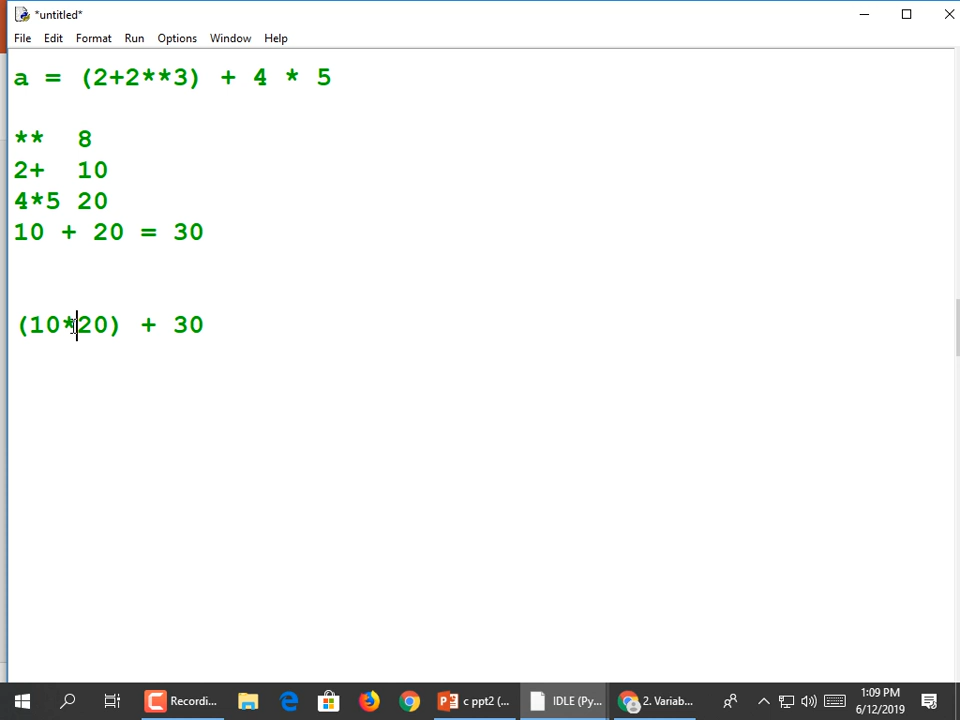 *untitled*
File Edit Format Run Options Window Help
a = (2+2**3) + 4 * 5
** 8
2+ 10
4*5 20
10 + 20 = 30
(10*20) + 30
Recordi... c ppt2 (... IDLE (Py... 2. Variab... 1:09 PM
6/12/2019